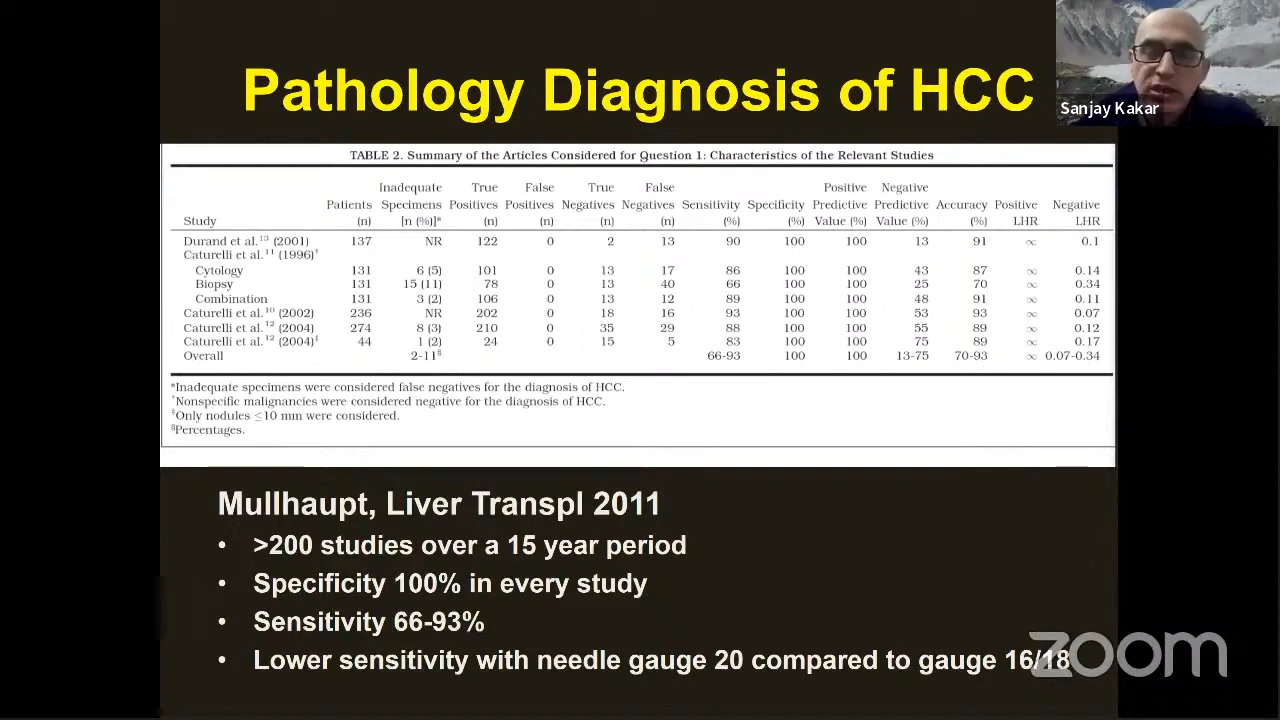 Pathology Diagnosis of HCC
Sanjay Kakar
TABLE 2. Summary of the Articles Considered for Question 1: Characteristics of the Relevant Studies
Inadequate True False True False Positive Negative
Patients Specimens Positives Positives Negatives Negatives Sensitivity Specificity Predictive Predictive Accuracy Positive Negative
Study (n) [n (%)]* (n) (n) (n) (n) (%) (%) Value (%) Value (%) (%) LHR LHR
Durand et al.¹³ (2001) 137 NR 122 0 2 13 90 100 100 13 91 ∞ 0.1
Caturelli et al.¹¹ (1996)†
Cytology 131 6 (5) 101 0 13 17 86 100 100 43 87 ∞ 0.14
Biopsy 131 15 (11) 78 0 13 40 66 100 100 25 70 ∞ 0.34
Combination 131 3 (2) 106 0 13 12 89 100 100 48 91 ∞ 0.11
Caturelli et al.¹⁰ (2002) 236 NR 202 0 18 16 93 100 100 53 93 ∞ 0.07
Caturelli et al.¹² (2004) 274 8 (3) 210 0 35 29 88 100 100 55 89 ∞ 0.12
Caturelli et al.¹² (2004)‡ 44 1 (2) 24 0 15 5 83 100 100 75 89 ∞ 0.17
Overall 2-11§ 66-93 100 100 13-75 70-93 ∞ 0.07-0.34
*Inadequate specimens were considered false negatives for the diagnosis of HCC.
†Nonspecific malignancies were considered negative for the diagnosis of HCC.
‡Only nodules ≤10 mm were considered.
§Percentages.
Mullhaupt, Liver Transpl 2011
• >200 studies over a 15 year period
• Specificity 100% in every study
• Sensitivity 66-93%
• Lower sensitivity with needle gauge 20 compared to gauge 16/18
zoom